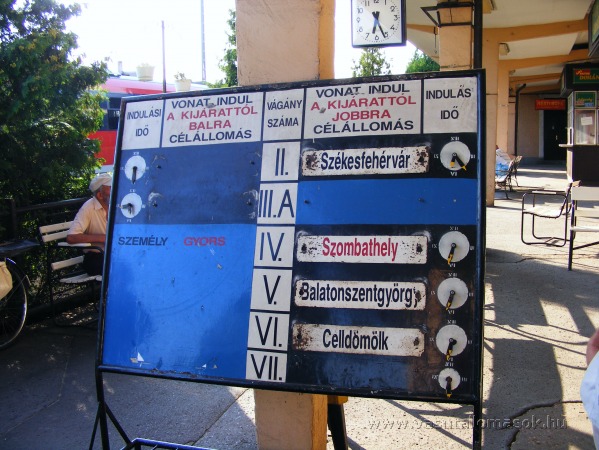 INDULÁSI
IDŐ
VONAT INDUL
A KIJÁRATTÓL
BALRA
CÉLÁLLOMÁS
VÁGÁNY
SZÁMA
VONAT INDUL
A KIJÁRATTÓL
JOBBRA
CÉLÁLLOMÁS
INDULÁS
IDŐ
II.
Székesfehérvár
III.A
SZEMÉLY GYORS
IV.
Szombathely
V.
Balatonszentgyörgy
VI.
Celldömölk
VII.
www.vasutallomasok.hu